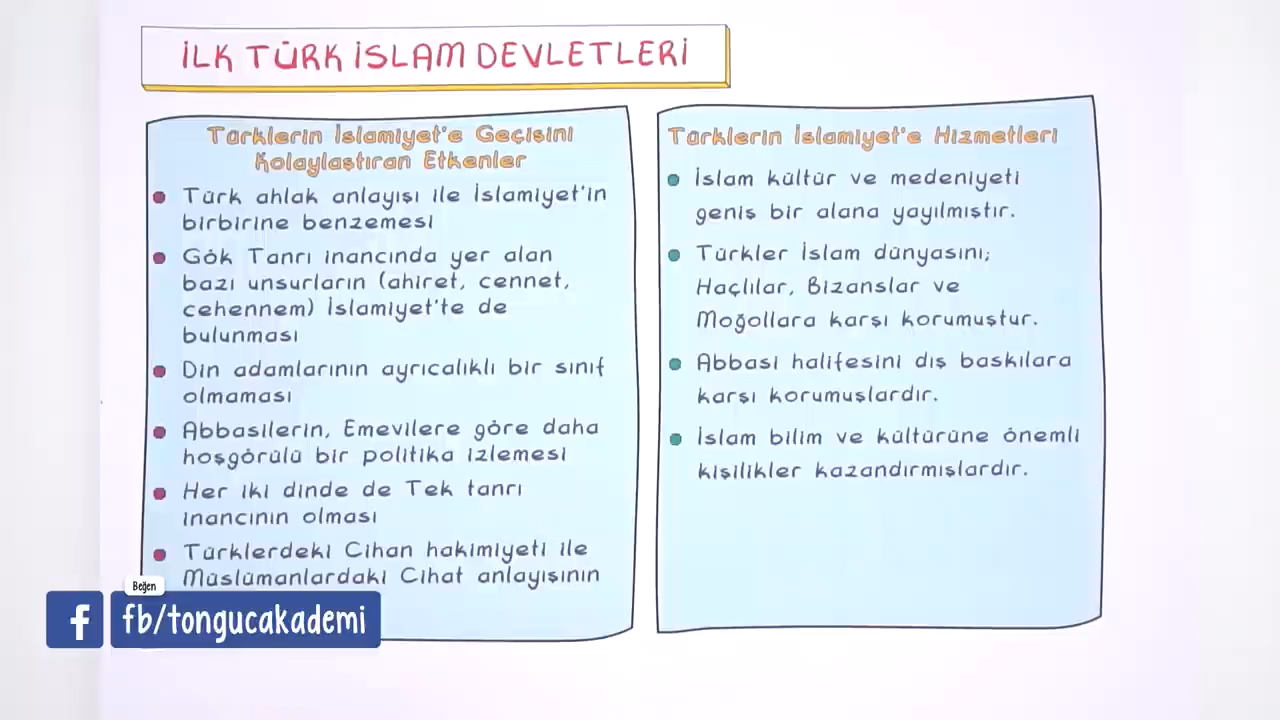 İLK TÜRK İSLAM DEVLETLERİ
Türklerin İslamiyet'e Geçişini
Kolaylaştıran Etkenler
Türk ahlak anlayışı ile İslamiyet'in
birbirine benzemesi
Gök Tanrı inancında yer alan
bazı unsurların (ahiret, cennet,
cehennem) İslamiyet'te de
bulunması
Din adamlarının ayrıcalıklı bir sınıf
olmaması
Abbasilerin, Emevilere göre daha
hoşgörülü bir politika izlemesi
Her iki dinde de Tek tanrı
inancının olması
Türklerdeki Cihan hakimiyeti ile
Müslümanlardaki Cihat anlayışının
Türklerin İslamiyet'e Hizmetleri
İslam kültür ve medeniyeti
geniş bir alana yayılmıştır.
Türkler İslam dünyasını;
Haçlılar, Bizanslar ve
Moğollara karşı korumuştur.
Abbasi halifesini dış baskılara
karşı korumuşlardır.
İslam bilim ve kültürüne önemli
kişilikler kazandırmışlardır.
Beğen
f fb/tongucakademi